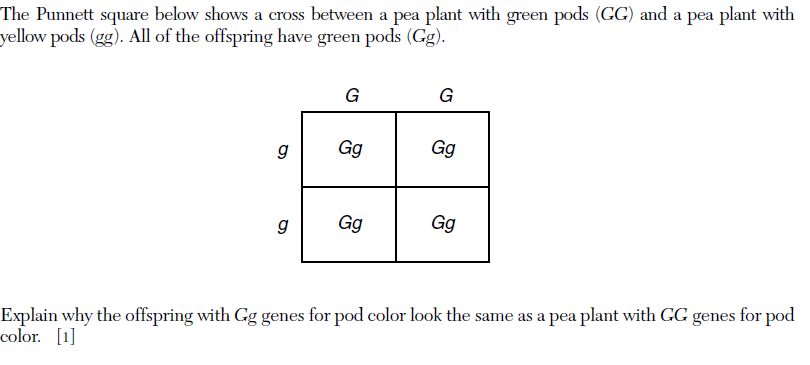 The Punnett square below shows a cross between a pea plant with green pods (GG) and a pea plant with
yellow pods (gg). All of the offspring have green pods (Gg).
G G
g Gg Gg
g Gg Gg
Explain why the offspring with Gg genes for pod color look the same as a pea plant with GG genes for pod
color. [1]